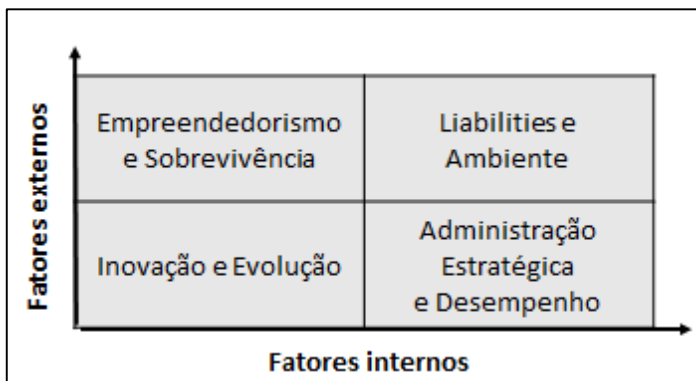 Fatores externos
Empreendedorismo
e Sobrevivência
Liabilities e
Ambiente
Inovação e Evolução
Administração
Estratégica
e Desempenho
Fatores internos